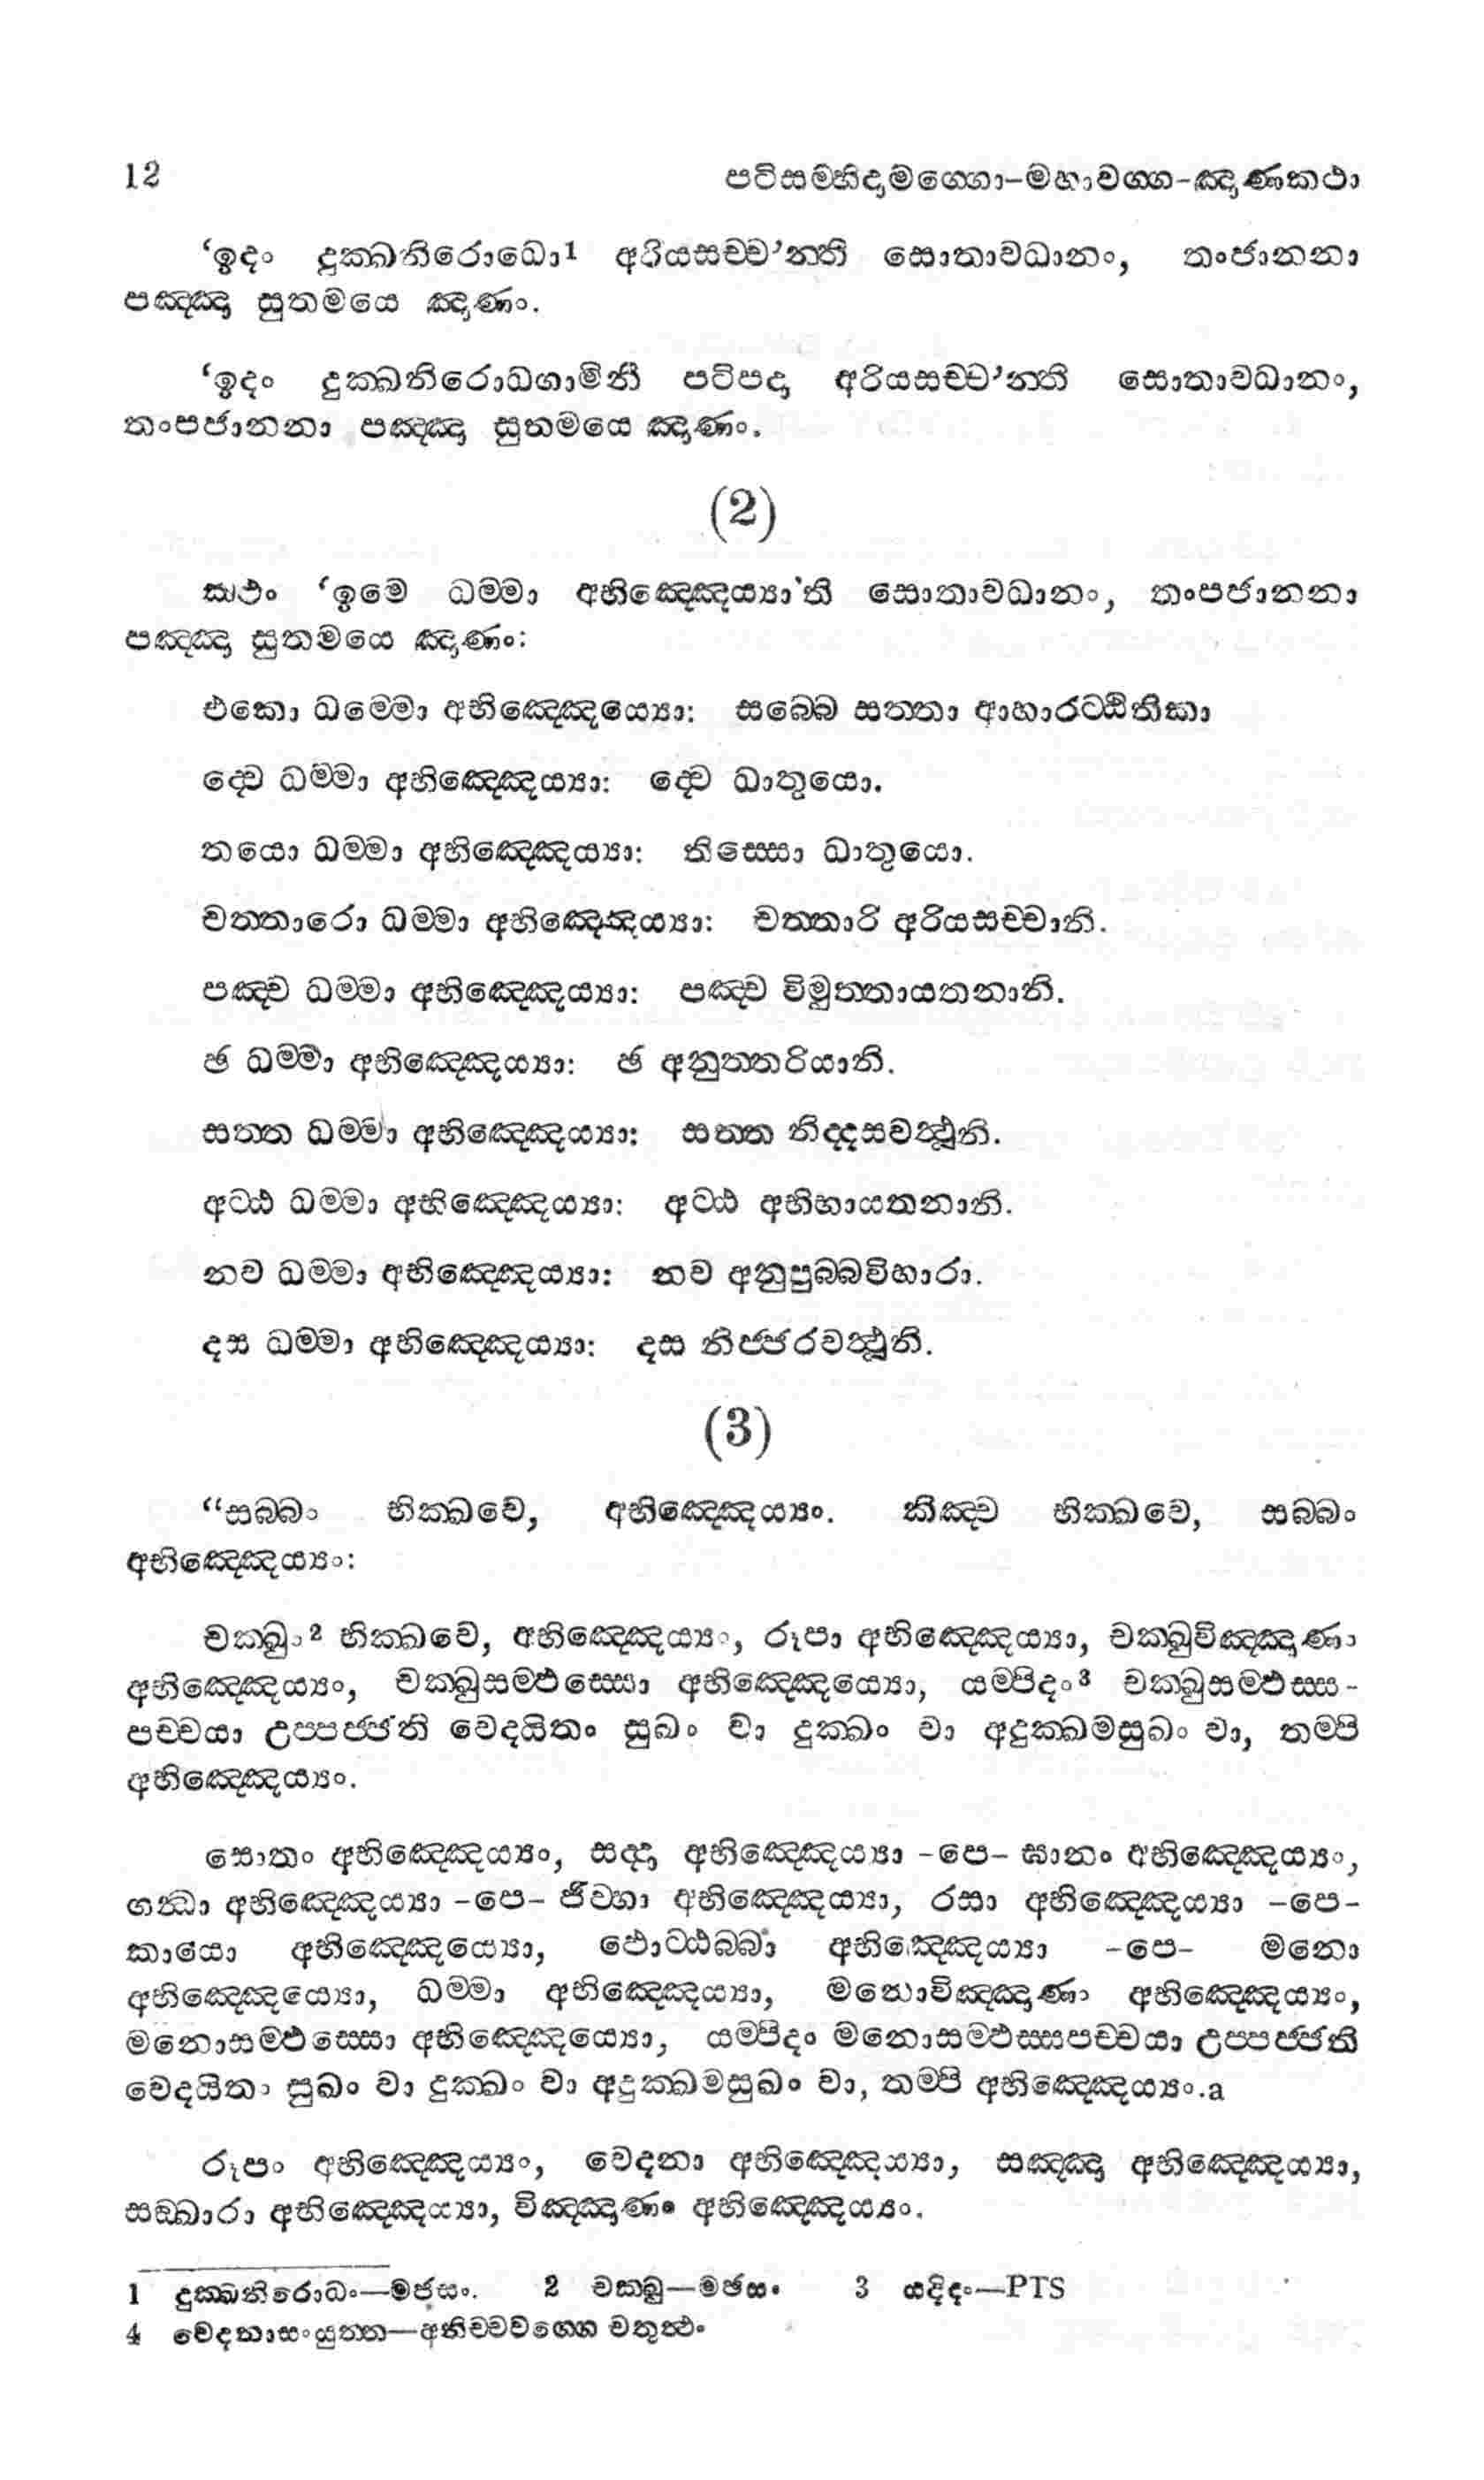 12 පටිසම්භිදාමග්ගො-මහාවග්ග-ඤාණකථා
‘ඉදං දුක්ඛනිරොධො1 අරියසච්ච’න්ති සොතාවධානං, තංජානනා
පඤ්ඤා සුතමයෙ ඤාණං.
‘ඉදං දුක්ඛනිරොධගාමිනී පටිපදා අරියසච්ච’න්ති සොතාවධානං,
තංපජානනා පඤ්ඤා සුතමයෙ ඤාණං.
(2)
කථං ‘ඉමෙ ධම්මා අභිඤ්ඤෙය්‍යා’ති සොතාවධානං, තංපජානනා
පඤ්ඤා සුතමයෙ ඤාණං:
එකො ධම්මො අභිඤ්ඤෙය්‍යො: සබ්බෙ සත්තා ආහාරට්ඨිතිකා
ද්වෙ ධම්මා අභිඤ්ඤෙය්‍යා: ද්වෙ ධාතුයො.
තයො ධම්මා අභිඤ්ඤෙය්‍යා: තිස්සො ධාතුයො.
චත්තාරො ධම්මා අභිඤ්ඤෙය්‍යා: චත්තාරි අරියසච්චානි.
පඤ්ච ධම්මා අභිඤ්ඤෙය්‍යා: පඤ්ච විමුත්තායතනානි.
ඡ ධම්මා අභිඤ්ඤෙය්‍යා: ඡ අනුත්තරියානි.
සත්ත ධම්මා අභිඤ්ඤෙය්‍යා: සත්ත නිද්දසවත්ථූනි.
අට්ඨ ධම්මා අභිඤ්ඤෙය්‍යා: අට්ඨ අභිභායතනානි.
නව ධම්මා අභිඤ්ඤෙය්‍යා: නව අනුපුබ්බවිහාරා.
දස ධම්මා අභිඤ්ඤෙය්‍යා: දස නිජ්ජරවත්ථූනි.
(3)
“සබ්බං භික්ඛවෙ, අභිඤ්ඤෙය්‍යං. කිඤ්ච භික්ඛවෙ, සබ්බං
අභිඤ්ඤෙය්‍යං:
චක්ඛුං2 භික්ඛවෙ, අභිඤ්ඤෙය්‍යං, රූපා අභිඤ්ඤෙය්‍යා, චක්ඛුවිඤ්ඤාණං
අභිඤ්ඤෙය්‍යං, චක්ඛුසම්ඵස්සො අභිඤ්ඤෙය්‍යො, යම්පිදං3 චක්ඛුසම්ඵස්ස-
පච්චයා උප්පජ්ජති වෙදයිතං සුඛං වා දුක්ඛං වා අදුක්ඛමසුඛං වා, තම්පි
අභිඤ්ඤෙය්‍යං.
සොතං අභිඤ්ඤෙය්‍යං, සද්දා අභිඤ්ඤෙය්‍යා -පෙ- ඝානං අභිඤ්ඤෙය්‍යං,
ගන්ධා අභිඤ්ඤෙය්‍යා -පෙ- ජිව්හා අභිඤ්ඤෙය්‍යා, රසා අභිඤ්ඤෙය්‍යා -පෙ-
කායො අභිඤ්ඤෙය්‍යො, ඵොට්ඨබ්බා අභිඤ්ඤෙය්‍යා -පෙ- මනො
අභිඤ්ඤෙය්‍යො, ධම්මා අභිඤ්ඤෙය්‍යා, මනොවිඤ්ඤාණං අභිඤ්ඤෙය්‍යං,
මනොසම්ඵස්සො අභිඤ්ඤෙය්‍යො, යම්පිදං මනොසම්ඵස්සපච්චයා උප්පජ්ජති
වෙදයිතං සුඛං වා දුක්ඛං වා අදුක්ඛමසුඛං වා, තම්පි අභිඤ්ඤෙය්‍යං.a
රූපං අභිඤ්ඤෙය්‍යං, වෙදනා අභිඤ්ඤෙය්‍යා, සඤ්ඤා අභිඤ්ඤෙය්‍යා,
සඞ්ඛාරා අභිඤ්ඤෙය්‍යා, විඤ්ඤාණං අභිඤ්ඤෙය්‍යං.
1 දුක්ඛනිරොධං—මජසං. 2 චක්ඛු—මඡසං. 3 යදිදං—PTS
4 වෙදනාසංයුත්ත—අනිච්චවග්ගෙ චතුත්ථං